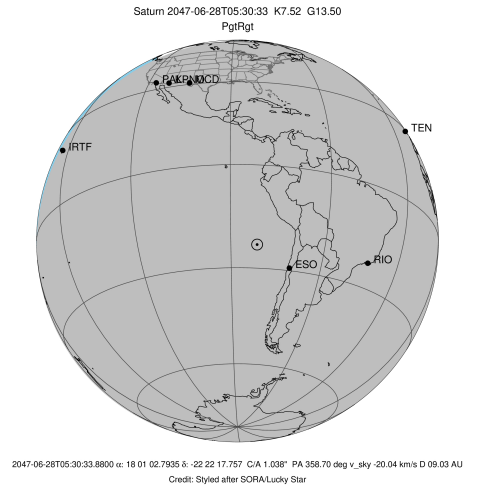 Saturn 2047-06-28T05:30:33 K7.52 G13.50
PgtRgt
TEN
IRTF
RIO
ESO
2047-06-28T05:30:33.8800 α: 18 01 02.7935 δ: -22 22 17.757 C/A 1.038" PA 358.70 deg v_sky -20.04 km/s D 09.03 AU
Credit: Styled after SORA/Lucky Star